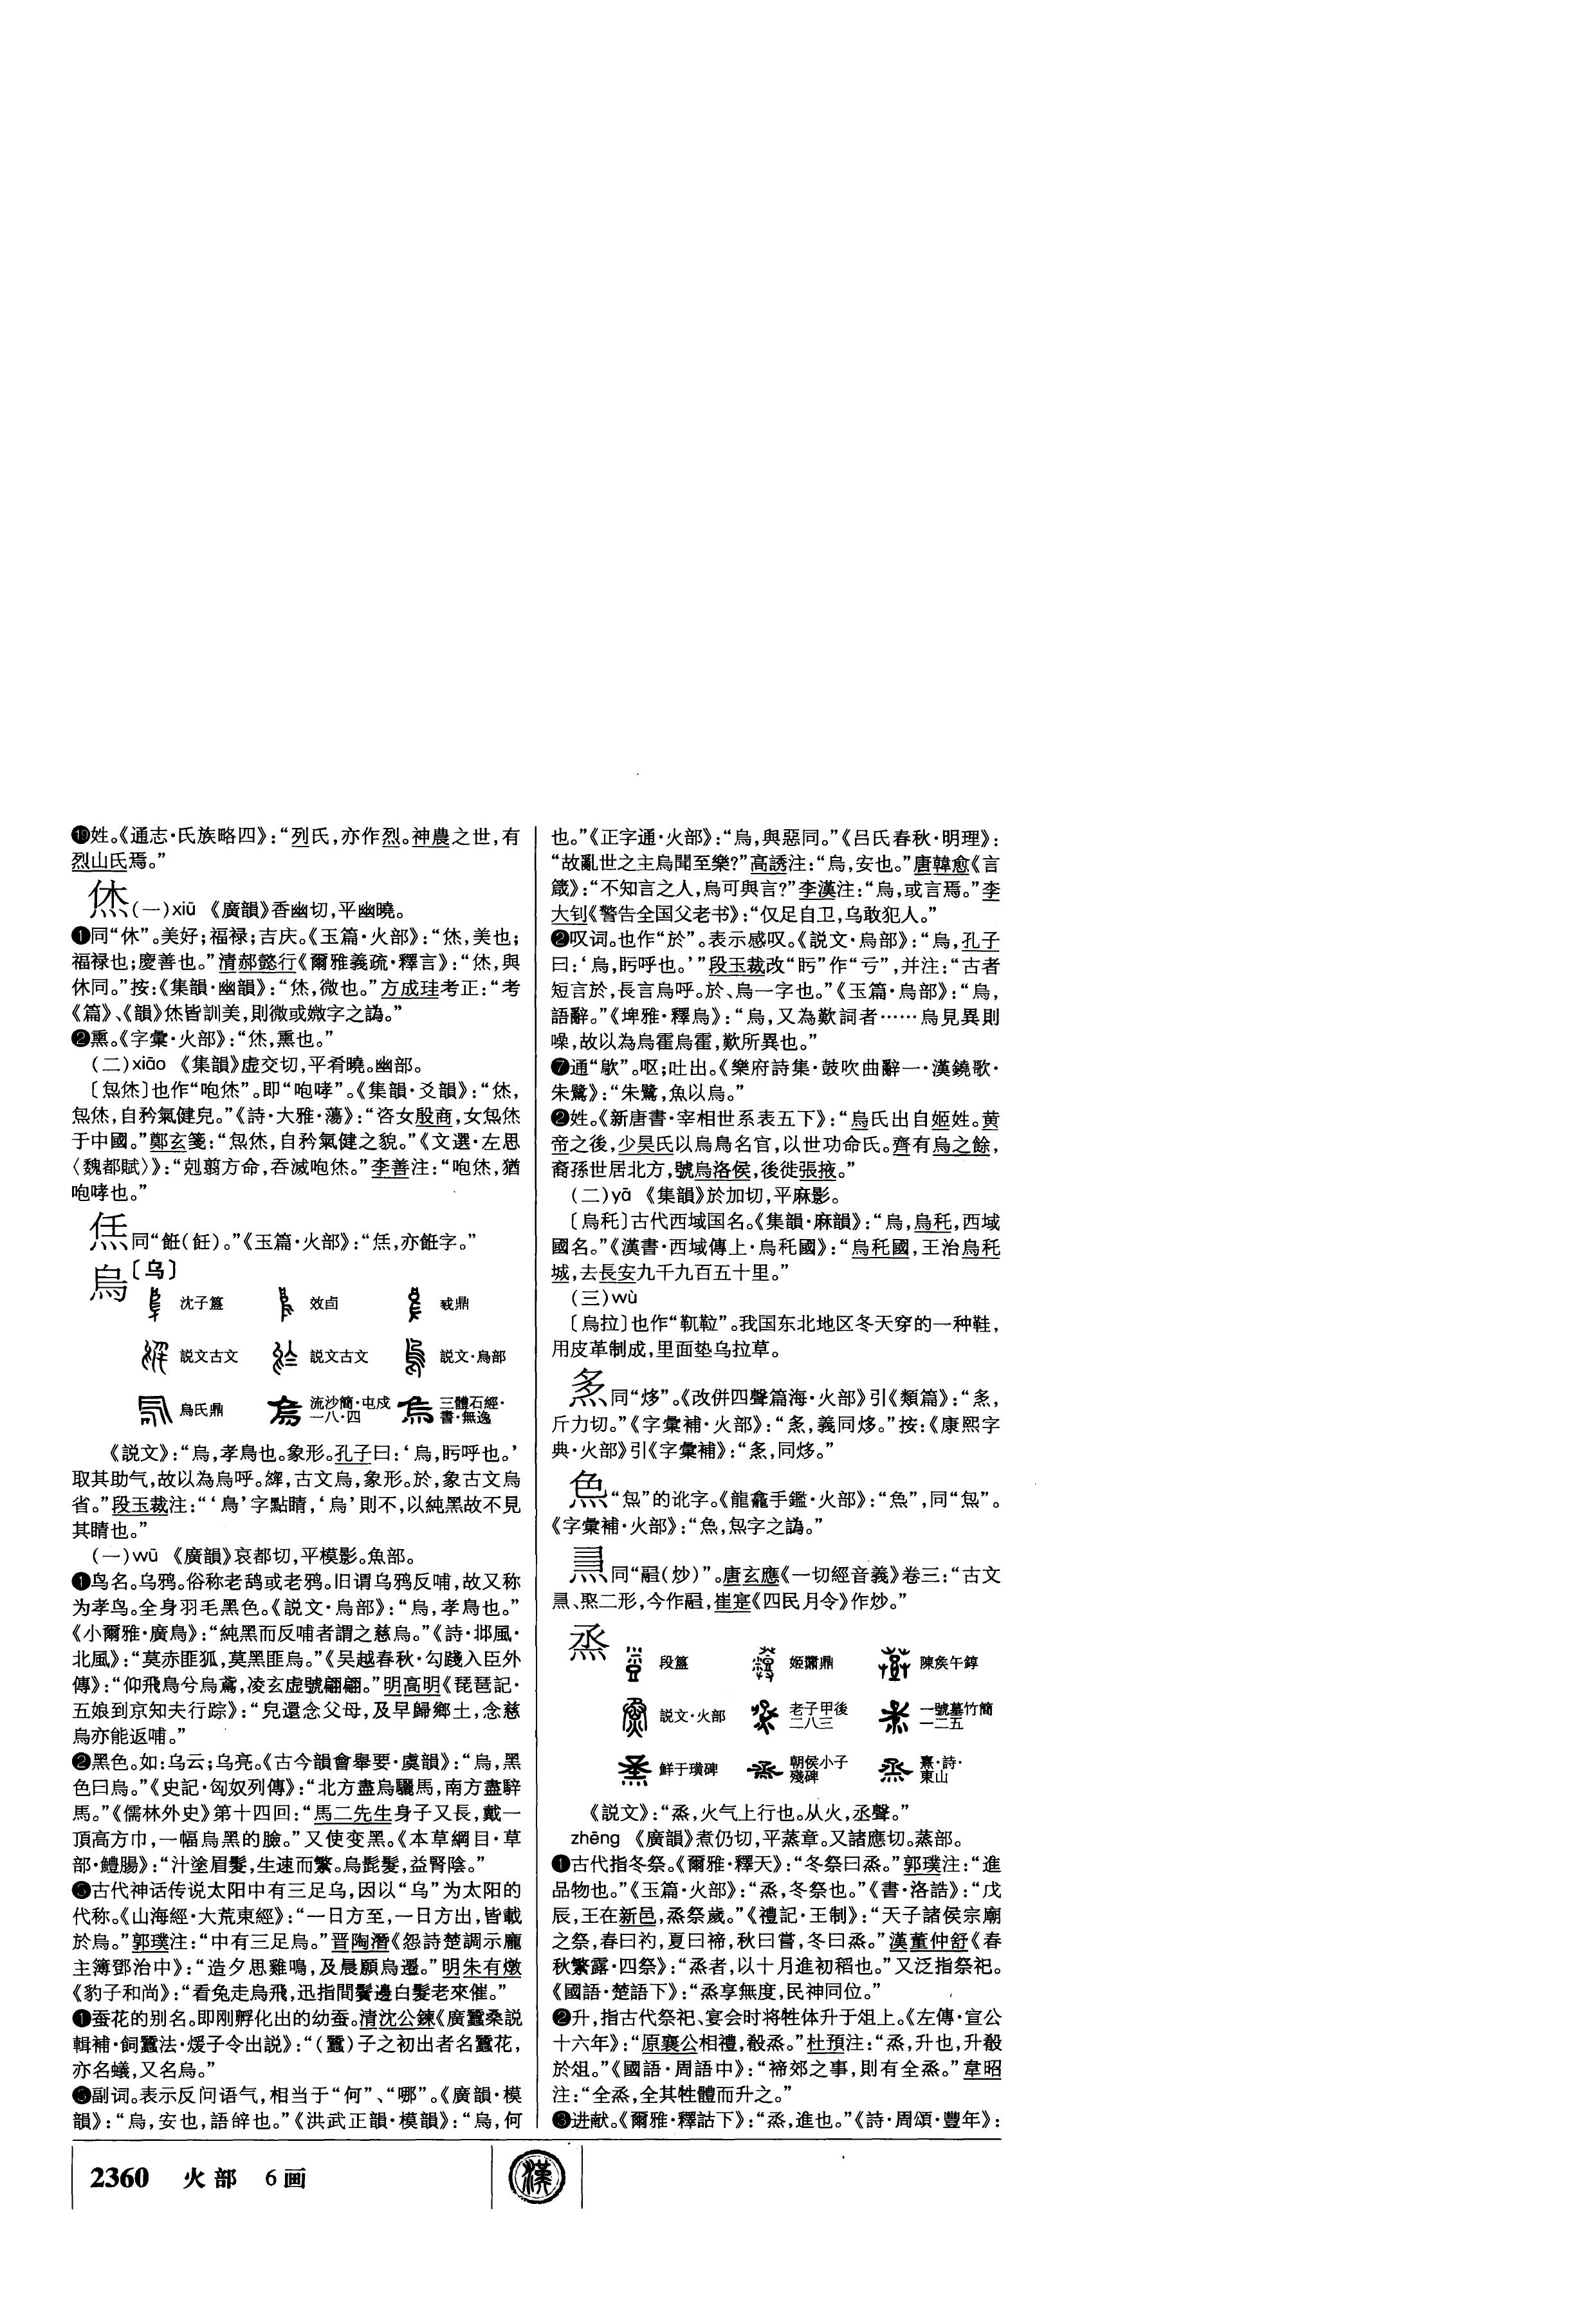 ⓳姓。《通志·氏族略四》：“列氏，亦作烈。神農之世，有
烈山氏焉。”
烋(一)xiū 《廣韻》香幽切，平幽曉。
❶同“休”。美好；福禄；吉庆。《玉篇·火部》：“烋，美也；
福禄也；慶善也。”清郝懿行《爾雅義疏·釋言》：“烋，與
休同。”按：《集韻·幽韻》：“烋，微也。”方成珪考正：“考
《篇》、《韻》烋皆訓美，則微或媺字之譌。”
❷熏。《字彙·火部》：“烋，熏也。”
(二)xiāo 《集韻》虚交切，平肴曉。幽部。
〔炰烋〕也作“咆烋”。即“咆哮”。《集韻·爻韻》：“烋，
炰烋，自矜氣健皃。”《詩·大雅·蕩》：“咨女殷商，女炰烋
于中國。”鄭玄箋：“炰烋，自矜氣健之貌。”《文選·左思
〈魏都賦〉》：“剋翦方命，吞滅咆烋。”李善注：“咆烋，猶
咆哮也。”
㶵同“飪(飪)。”《玉篇·火部》：“㶵，亦飪字。”
烏〔乌〕
沈子簋 效卣 𢦚鼎
説文古文 説文古文 説文·烏部
烏氏鼎 流沙簡·屯戍一八·四 三體石經·書·無逸
《説文》：“烏，孝鳥也。象形。孔子曰：‘烏，盱呼也。’
取其助气，故以為烏呼。𦀌，古文烏，象形。於，象古文烏
省。”段玉裁注：“‘鳥’字點睛，‘烏’則不，以純黑故不見
其睛也。”
(一)wū 《廣韻》哀都切，平模影。魚部。
❶鸟名。乌鸦。俗称老鸹或老鸦。旧谓乌鸦反哺，故又称
为孝鸟。全身羽毛黑色。《説文·烏部》：“烏，孝鳥也。”
《小爾雅·廣鳥》：“純黑而反哺者謂之慈烏。”《詩·邶風·
北風》：“莫赤匪狐，莫黑匪烏。”《吴越春秋·勾踐入臣外
傳》：“仰飛鳥兮烏鳶，凌玄虚號翩翩。”明高明《琵琶記·
五娘到京知夫行踪》：“兒還念父母，及早歸鄉土，念慈
烏亦能返哺。”
❷黑色。如：乌云；乌亮。《古今韻會舉要·虞韻》：“烏，黑
色曰烏。”《史記·匈奴列傳》：“北方盡烏驪馬，南方盡騂
馬。”《儒林外史》第十四回：“馬二先生身子又長，戴一
頂高方巾，一幅烏黑的臉。”又使变黑。《本草綱目·草
部·鱧腸》：“汁塗眉髮，生速而繁。烏髭髮，益腎陰。”
❸古代神话传说太阳中有三足乌，因以“乌”为太阳的
代称。《山海經·大荒東經》：“一日方至，一日方出，皆載
於烏。”郭璞注：“中有三足烏。”晋陶潛《怨詩楚調示龐
主簿鄧治中》：“造夕思雞鳴，及晨願烏遷。”明朱有燉
《豹子和尚》：“看兔走烏飛，迅指間鬢邊白髮老來催。”
❶蚕花的别名。即刚孵化出的幼蚕。清沈公練《廣蠶桑説
輯補·飼蠶法·煖子令出説》：“(蠶)子之初出者名蠶花，
亦名蟻，又名烏。”
❸副词。表示反问语气，相当于“何”、“哪”。《廣韻·模
韻》：“烏，安也，語辝也。”《洪武正韻·模韻》：“烏，何
也。”《正字通·火部》：“烏，與惡同。”《吕氏春秋·明理》：
“故亂世之主烏聞至樂？”高誘注：“烏，安也。”唐韓愈《言
箴》：“不知言之人，烏可與言？”李漢注：“烏，或言焉。”李
大钊《警告全国父老书》：“仅足自卫，乌敢犯人。”
❷叹词。也作“於”。表示感叹。《説文·烏部》：“烏，孔子
曰：‘烏，盱呼也。’”段玉裁改“盱”作“亏”，并注：“古者
短言於，長言烏呼。於、烏一字也。”《玉篇·烏部》：“烏，
語辭。”《埤雅·釋烏》：“烏，又為歎詞者……烏見異則
噪，故以為烏霍烏霍，歎所異也。”
❼通“歍”。呕；吐出。《樂府詩集·鼓吹曲辭一·漢鐃歌·
朱鷺》：“朱鷺，魚以烏。”
❷姓。《新唐書·宰相世系表五下》：“烏氏出自姬姓。黄
帝之後，少昊氏以烏鳥名官，以世功命氏。齊有烏之餘，
裔孫世居北方，號烏洛侯，後徙張掖。”
(二)yā 《集韻》於加切，平麻影。
〔烏秅〕古代西域国名。《集韻·麻韻》：“烏，烏秅，西域
國名。”《漢書·西域傳上·烏秅國》：“烏秅國，王治烏秅
城，去長安九千九百五十里。”
(三)wù
〔烏拉〕也作“靰鞡”。我国东北地区冬天穿的一种鞋，
用皮革制成，里面垫乌拉草。
㶴同“㶴”。《改併四聲篇海·火部》引《類篇》：“㶴，
斤力切。”《字彙補·火部》：“㶴，義同炵。”按：《康熙字
典·火部》引《字彙補》：“㶴，同炵。”
“炰”的讹字。《龍龕手鑑·火部》：“”，同“炰”。
《字彙補·火部》：“，炰字之譌。”
同“(炒)”。唐玄應《一切經音義》卷三：“古文
、㷅二形，今作，崔寔《四民月令》作炒。”
烝
段簋 姬鼎 陳矦午錞
説文·火部 老子甲後二八三 一號墓竹簡一二五
鮮于璜碑 朝侯小子殘碑 熹·詩·東山
《説文》：“烝，火气上行也。从火，丞聲。”
zhēng 《廣韻》煮仍切，平蒸章。又諸應切。蒸部。
❶古代指冬祭。《爾雅·釋天》：“冬祭曰烝。”郭璞注：“進
品物也。”《玉篇·火部》：“烝，冬祭也。”《書·洛誥》：“戊
辰，王在新邑，烝祭歲。”《禮記·王制》：“天子諸侯宗廟
之祭，春曰礿，夏曰禘，秋曰嘗，冬曰烝。”漢董仲舒《春
秋繁露·四祭》：“烝者，以十月進初稻也。”又泛指祭祀。
《國語·楚語下》：“烝享無度，民神同位。”
❷升，指古代祭祀、宴会时将牲体升于俎上。《左傳·宣公
十六年》：“原襄公相禮，殽烝。”杜預注：“烝，升也，升殽
於俎。”《國語·周語中》：“禘郊之事，則有全烝。”韋昭
注：“全烝，全其牲體而升之。”
❸进献。《爾雅·釋詁下》：“烝，進也。”《詩·周頌·豐年》：
2360 火部 6画
漢